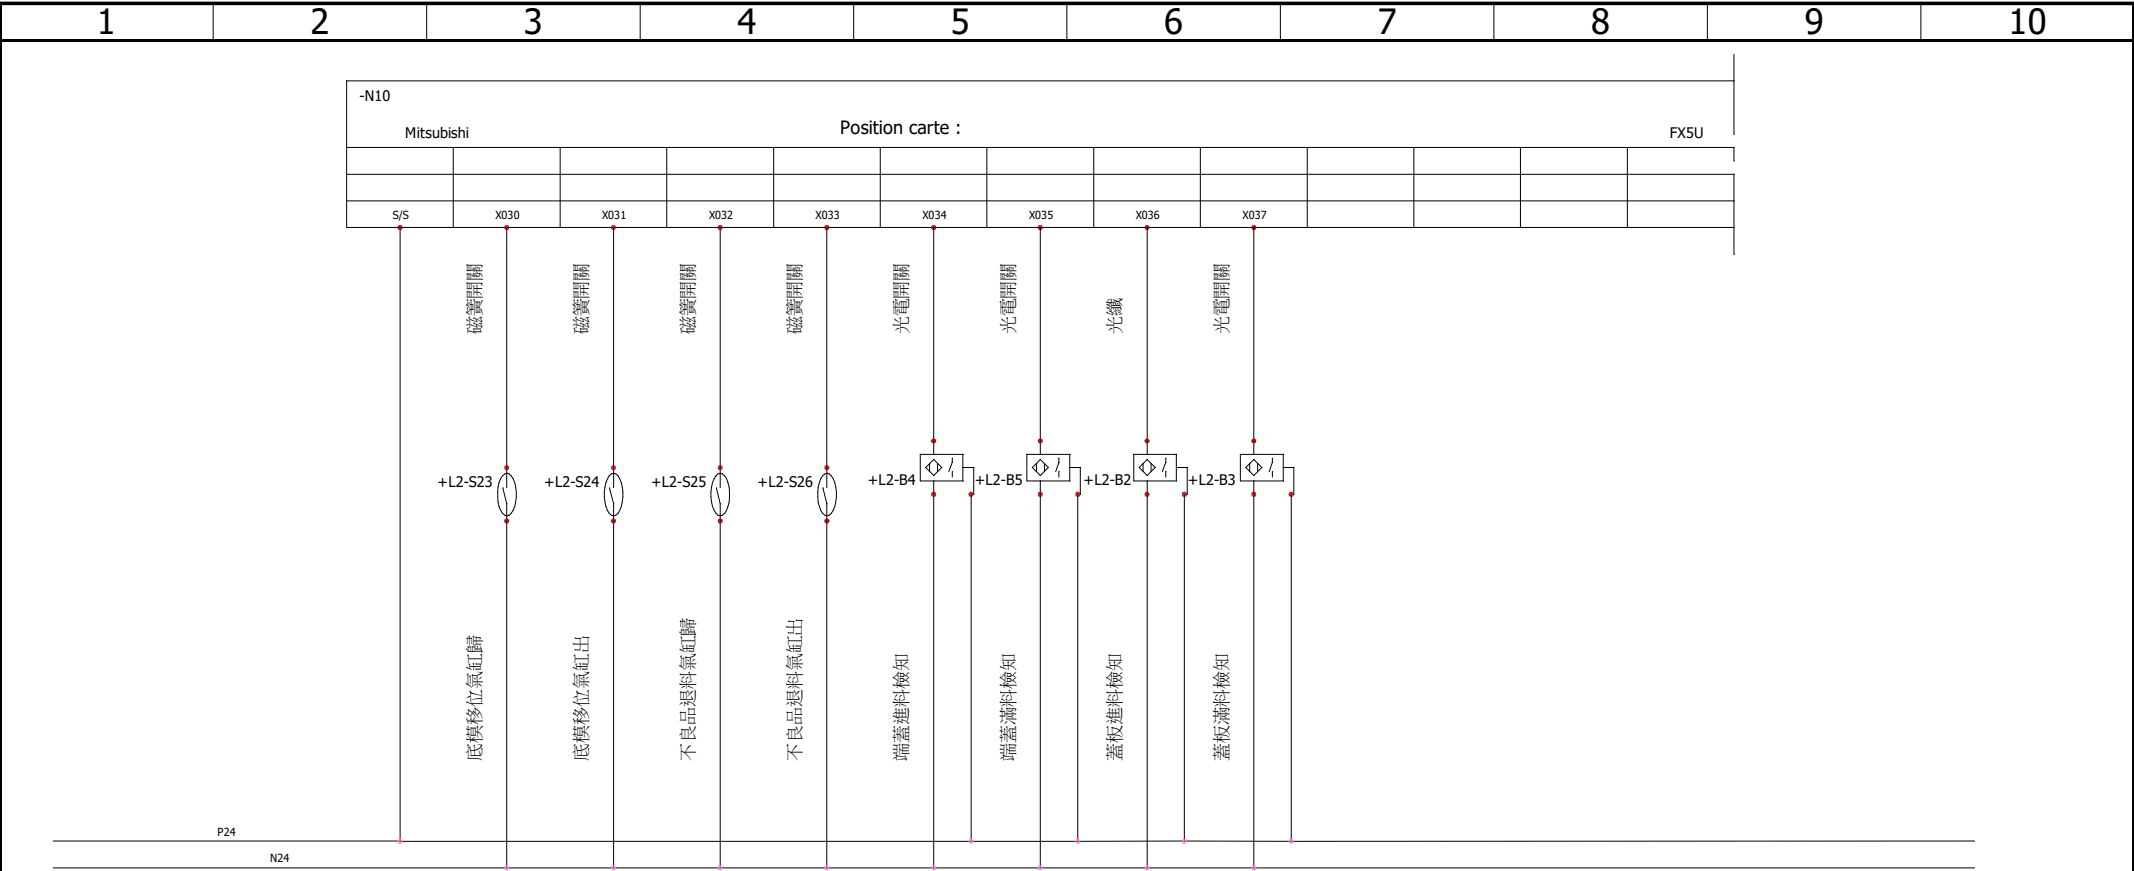 1 2 3 4 5 6 7 8 9 10
-N10
Mitsubishi Position carte : FX5U
S/S X030 X031 X032 X033 X034 X035 X036 X037
磁簧開關
磁簧開關
磁簧開關
磁簧開關
光電開關
光電開關
光纖
光電開關
+L2-S23 +L2-S24 +L2-S25 +L2-S26 +L2-B4 +L2-B5 +L2-B2 +L2-B3
底模移位氣缸歸
底模移位氣缸出
不良品退料氣缸歸
不良品退料氣缸出
端蓋進料檢知
端蓋滿料檢知
蓋板進料檢知
蓋板滿料檢知
P24
N24